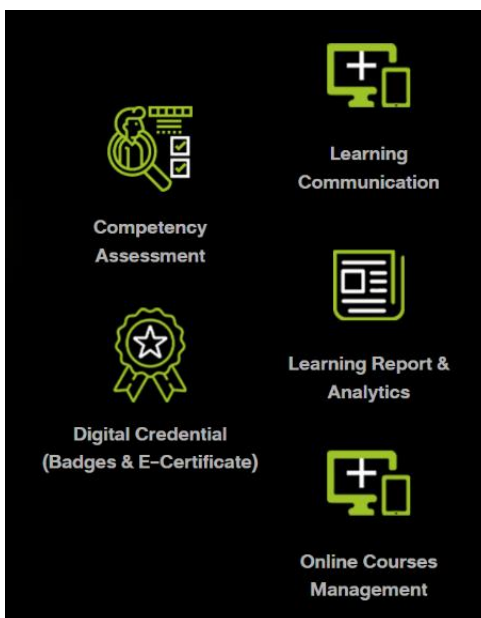 Competency
Assessment
Digital Credential
(Badges & E-Certificate)
Learning
Communication
Learning Report &
Analytics
Online Courses
Management